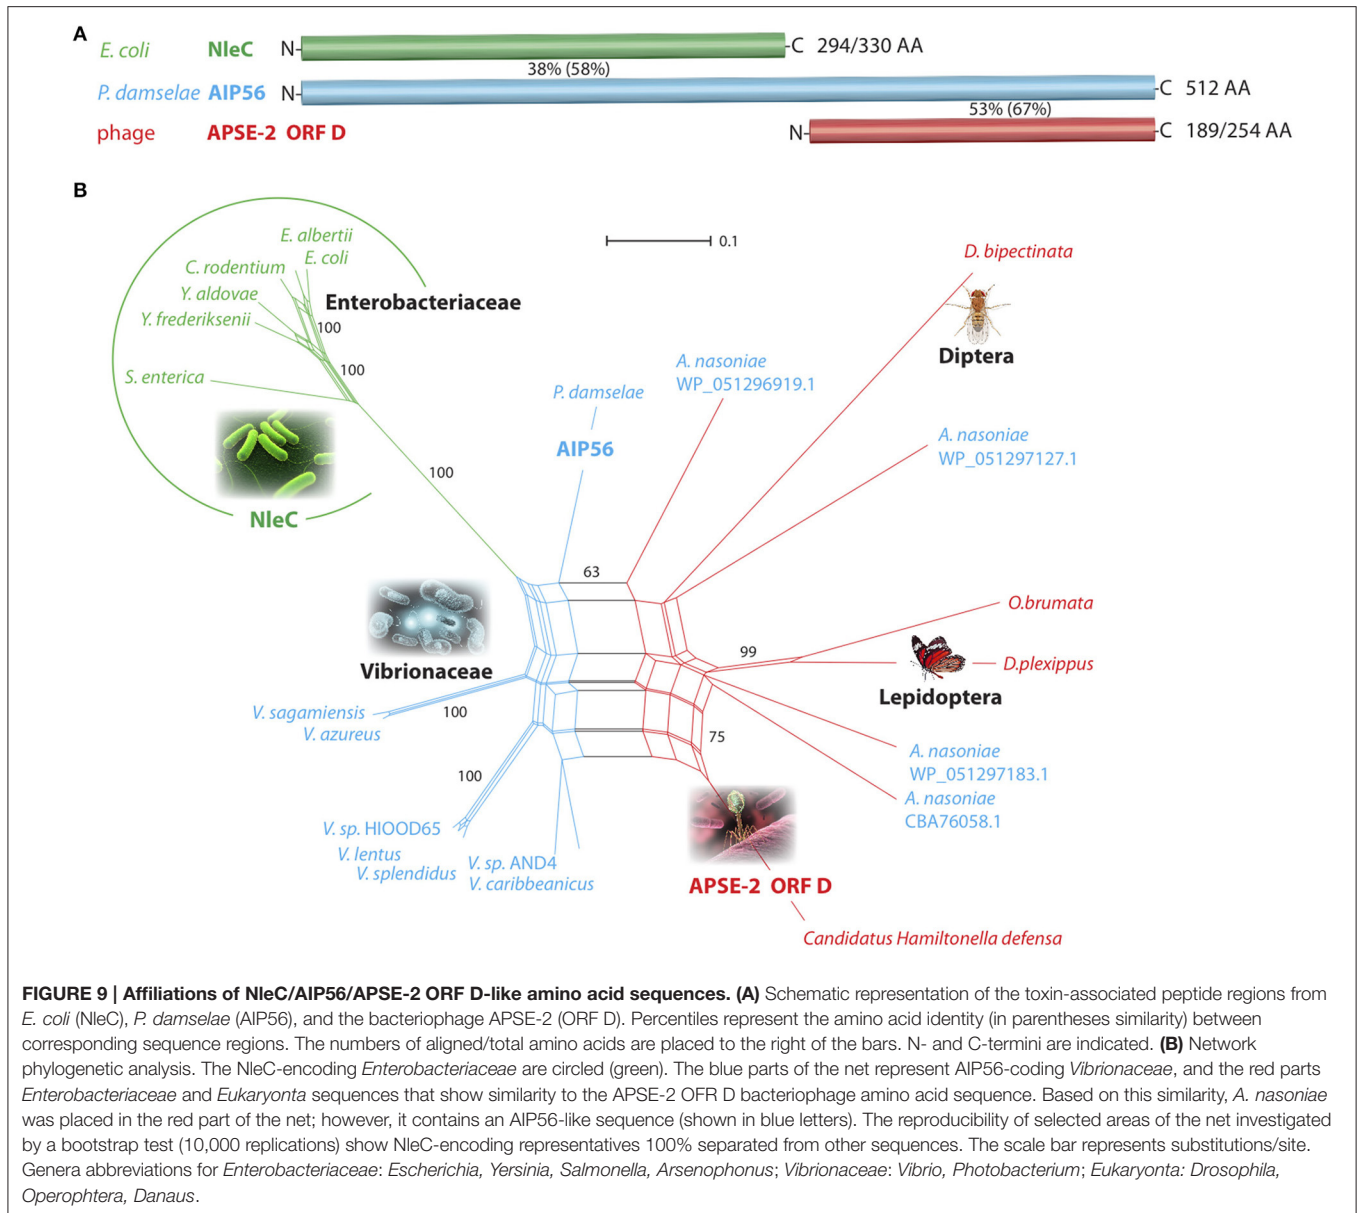 A
E. coli NleC N- -C 294/330 AA
38% (58%)
P. damselae AIP56 N- -C 512 AA
53% (67%)
phage APSE-2 ORF D N- -C 189/254 AA
B
E. albertii
E. coli
C. rodentium
Y. aldovae
Y. frederiksenii
S. enterica
Enterobacteriaceae
100
100
100
NleC
0.1
D. bipectinata
Diptera
A. nasoniae
WP_051296919.1
P. damselae
AIP56
A. nasoniae
WP_051297127.1
63
Vibrionaceae
O.brumata
99
D.plexippus
Lepidoptera
V. sagamiensis
V. azureus
100
75
A. nasoniae
WP_051297183.1
A. nasoniae
CBA76058.1
100
V. sp. HIOOD65
V. lentus
V. splendidus
V. sp. AND4
V. caribbeanicus
APSE-2 ORF D
Candidatus Hamiltonella defensa
FIGURE 9 | Affiliations of NleC/AIP56/APSE-2 ORF D-like amino acid sequences. (A) Schematic representation of the toxin-associated peptide regions from
E. coli (NleC), P. damselae (AIP56), and the bacteriophage APSE-2 (ORF D). Percentiles represent the amino acid identity (in parentheses similarity) between
corresponding sequence regions. The numbers of aligned/total amino acids are placed to the right of the bars. N- and C-termini are indicated. (B) Network
phylogenetic analysis. The NleC-encoding Enterobacteriaceae are circled (green). The blue parts of the net represent AIP56-coding Vibrionaceae, and the red parts
Enterobacteriaceae and Eukaryonta sequences that show similarity to the APSE-2 OFR D bacteriophage amino acid sequence. Based on this similarity, A. nasoniae
was placed in the red part of the net; however, it contains an AIP56-like sequence (shown in blue letters). The reproducibility of selected areas of the net investigated
by a bootstrap test (10,000 replications) show NleC-encoding representatives 100% separated from other sequences. The scale bar represents substitutions/site.
Genera abbreviations for Enterobacteriaceae: Escherichia, Yersinia, Salmonella, Arsenophonus; Vibrionaceae: Vibrio, Photobacterium; Eukaryonta: Drosophila,
Operophtera, Danaus.